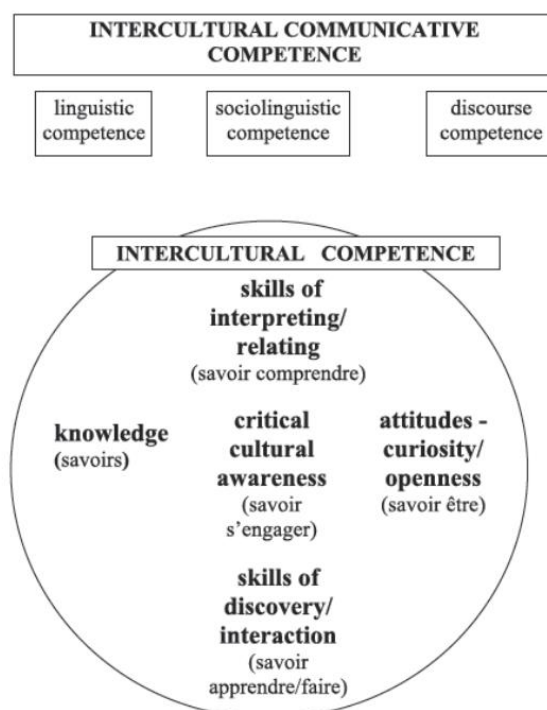 INTERCULTURAL COMMUNICATIVE
COMPETENCE
linguistic
competence
sociolinguistic
competence
discourse
competence
INTERCULTURAL COMPETENCE
skills of
interpreting/
relating
(savoir comprendre)
knowledge
(savoirs)
critical
cultural
awareness
(savoir
s’engager)
attitudes -
curiosity/
openness
(savoir être)
skills of
discovery/
interaction
(savoir
apprendre/faire)